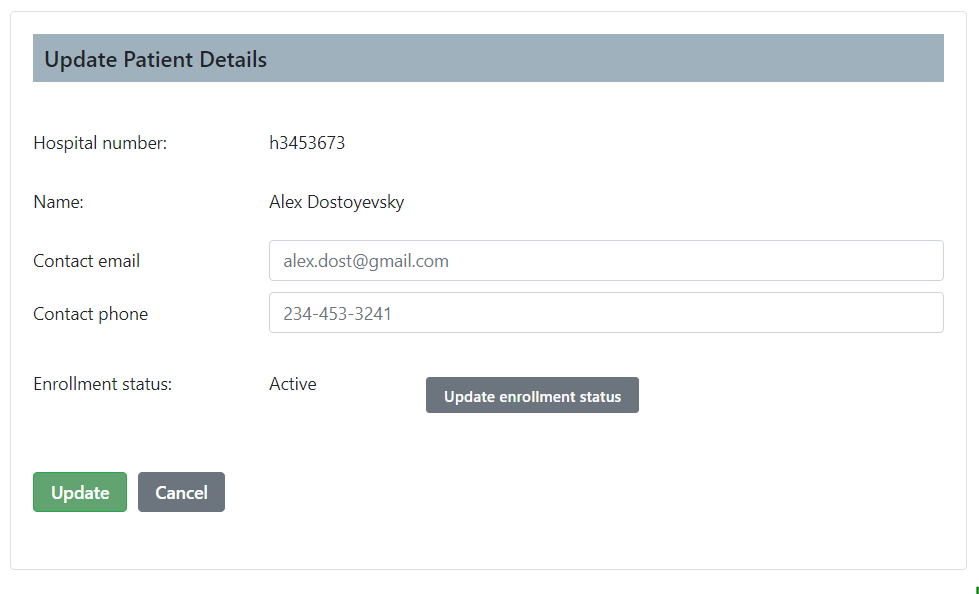 Update Patient Details
Hospital number: h3453673
Name: Alex Dostoyevsky
Contact email alex.dost@gmail.com
Contact phone 234-453-3241
Enrollment status: Active Update enrollment status
Update Cancel